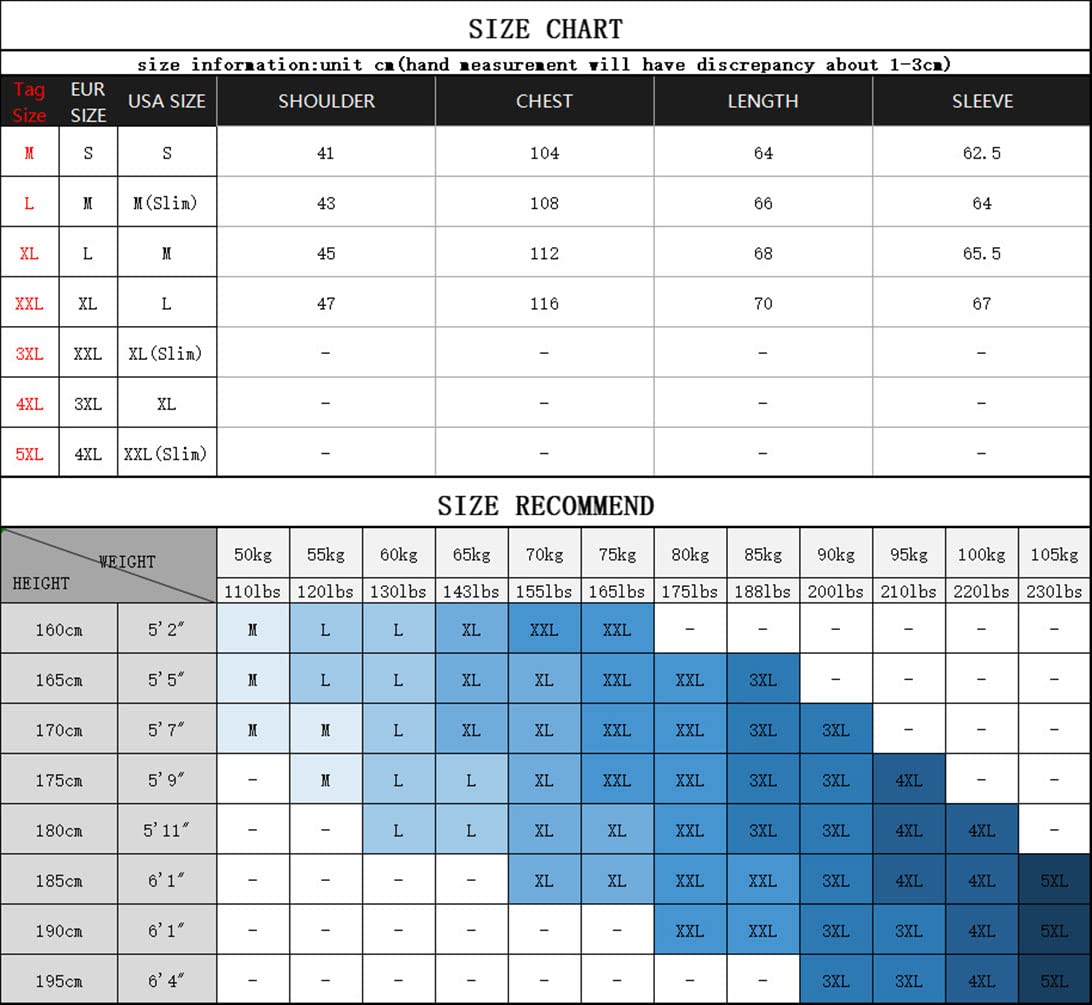 SIZE CHART
size information:unit cm(hand measurement will have discrepancy about 1-3cm)
Tag Size EUR SIZE USA SIZE SHOULDER CHEST LENGTH SLEEVE
M S S 41 104 64 62.5
L M M(Slim) 43 108 66 64
XL L M 45 112 68 65.5
XXL XL L 47 116 70 67
3XL XXL XL(Slim) - - - -
4XL 3XL XL - - - -
5XL 4XL XXL(Slim) - - - -
SIZE RECOMMEND
WEIGHT HEIGHT 50kg 55kg 60kg 65kg 70kg 75kg 80kg 85kg 90kg 95kg 100kg 105kg
110lbs 120lbs 130lbs 143lbs 155lbs 165lbs 175lbs 188lbs 200lbs 210lbs 220lbs 230lbs
160cm 5'2" M L L XL XXL XXL - - - - - -
165cm 5'5" M L L XL XL XXL XXL 3XL - - - -
170cm 5'7" M M L XL XL XXL XXL 3XL 3XL - - -
175cm 5'9" - M L L XL XXL XXL 3XL 3XL 4XL - -
180cm 5'11" - - L L XL XL XXL 3XL 3XL 4XL 4XL -
185cm 6'1" - - - - XL XL XXL XXL 3XL 4XL 4XL 5XL
190cm 6'1" - - - - - - XXL XXL 3XL 3XL 4XL 5XL
195cm 6'4" - - - - - - - - 3XL 3XL 4XL 5XL